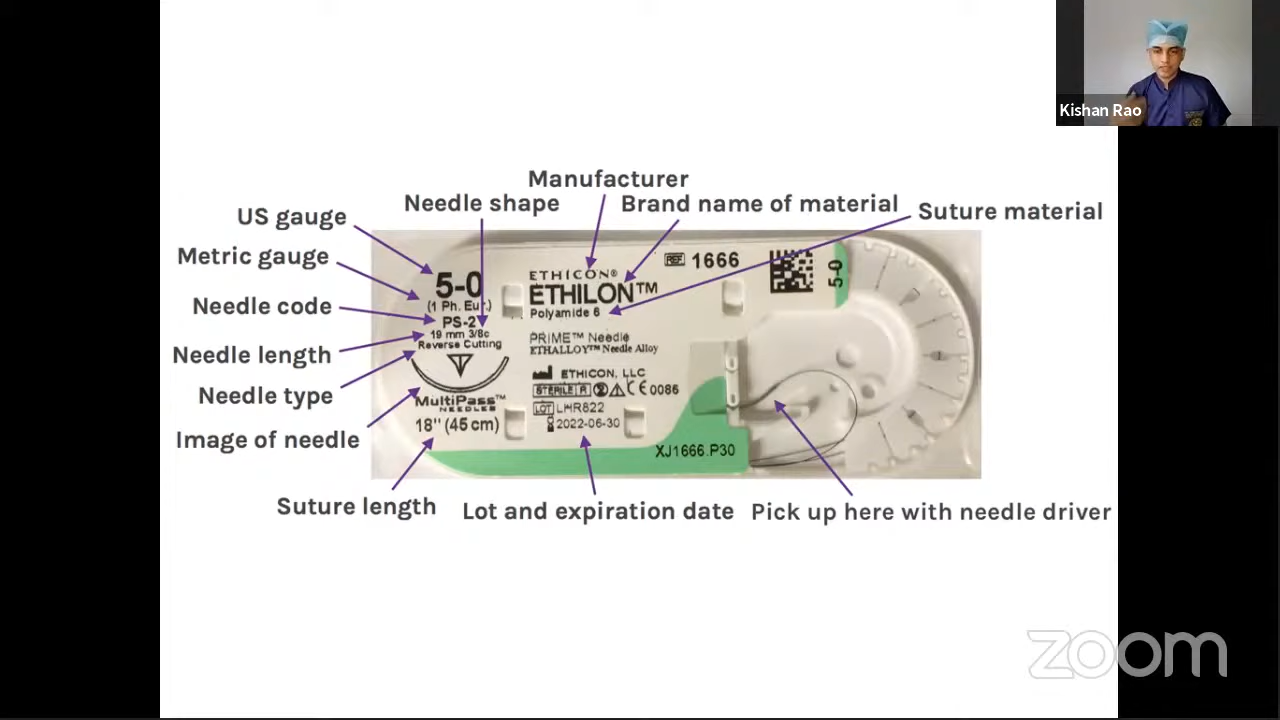 Kishan Rao
Manufacturer
Needle shape
Brand name of material
Suture material
US gauge
Metric gauge
Needle code
Needle length
Needle type
Image of needle
Suture length
Lot and expiration date
Pick up here with needle driver
5-0
(1 Ph. Eur.)
PS-2
19 mm 3/8c
Reverse Cutting
MultiPass™
NEEDLES
18" (45 cm)
ETHICON®
ETHILON™
Polyamide 6
PRIME™ Needle
ETHALLOY™ Needle Alloy
ETHICON, LLC
STERILE R 2 CE 0086
LOT LHR822
2022-06-30
REF 1666
5-0
XJ1666.P30
zoom